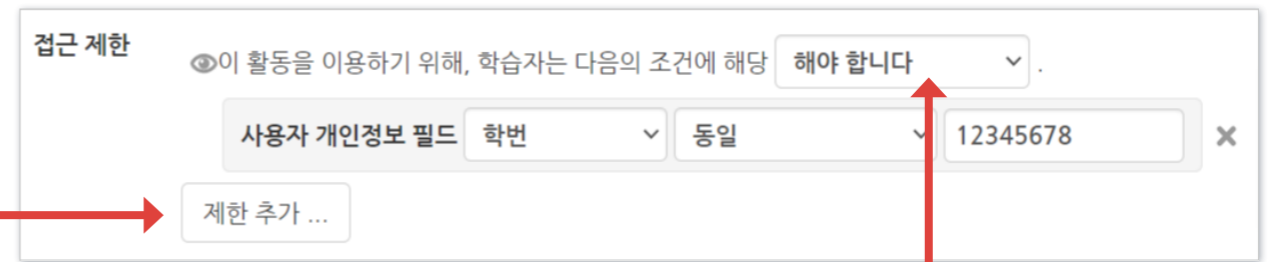 접근 제한
이 활동을 이용하기 위해, 학습자는 다음의 조건에 해당 해야 합니다 .
사용자 개인정보 필드 학번 동일 12345678
제한 추가 ...